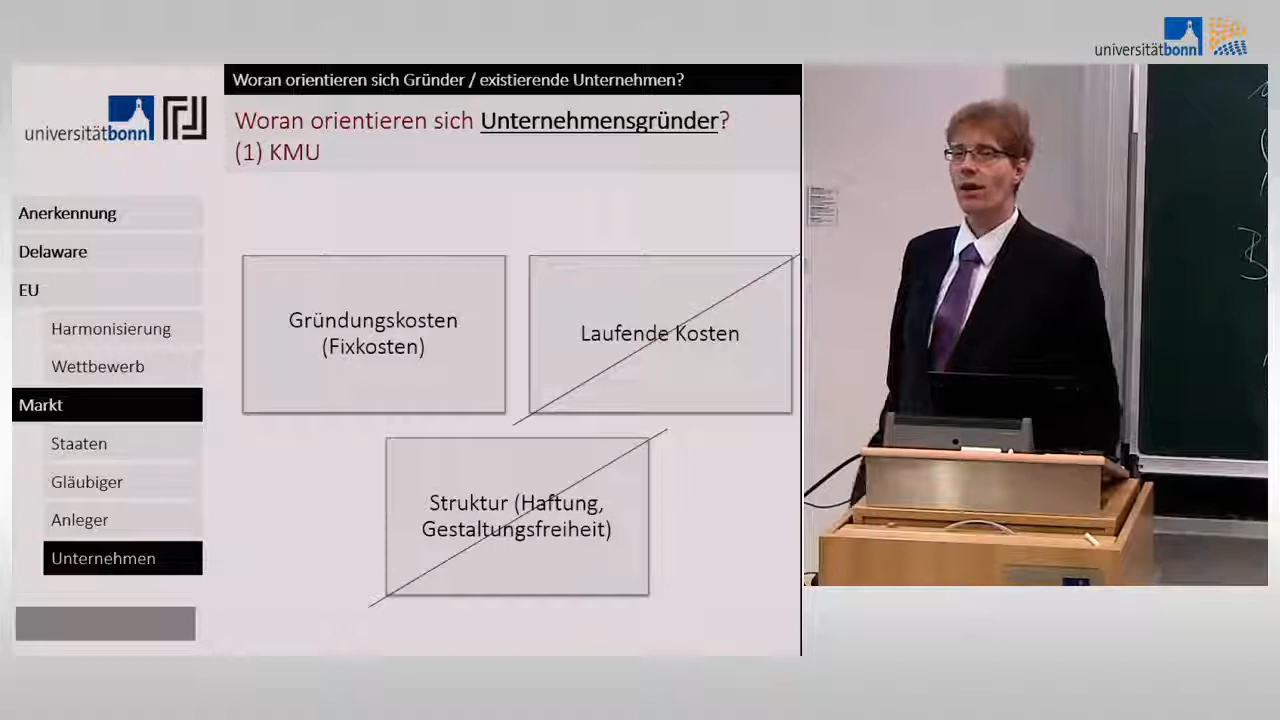 universitätbonn
universitätbonn
Woran orientieren sich Gründer / existierende Unternehmen?
Woran orientieren sich Unternehmensgründer?
(1) KMU
Anerkennung
Delaware
EU
Harmonisierung
Wettbewerb
Markt
Staaten
Gläubiger
Anleger
Unternehmen
Gründungskosten
(Fixkosten)
Laufende Kosten
Struktur (Haftung,
Gestaltungsfreiheit)
B